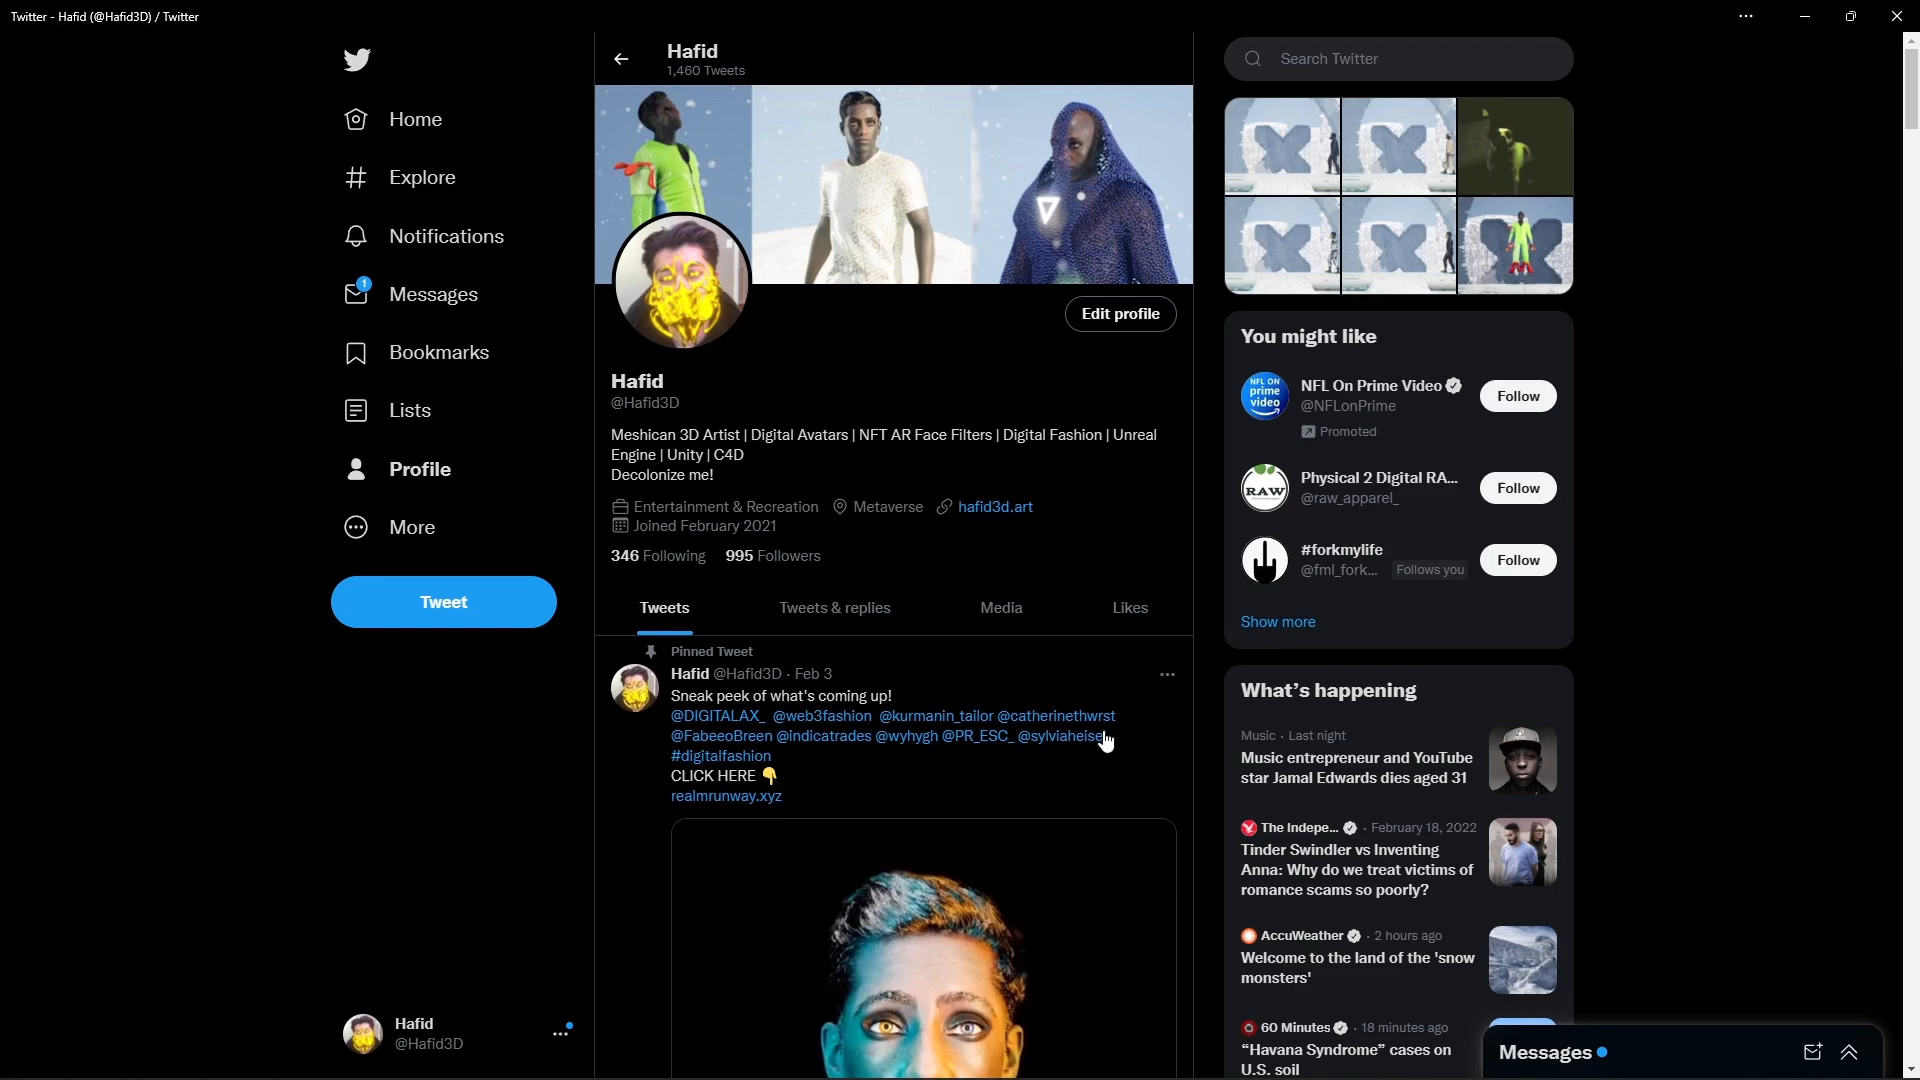 Twitter - Hafid (@Hafid3D) / Twitter
Home
Explore
Notifications
1
Messages
Bookmarks
Lists
Profile
More
Tweet
Hafid
@Hafid3D
Hafid
1,460 Tweets
Edit profile
Hafid
@Hafid3D
Meshican 3D Artist | Digital Avatars | NFT AR Face Filters | Digital Fashion | Unreal
Engine | Unity | C4D
Decolonize me!
Entertainment & Recreation Metaverse hafid3d.art
Joined February 2021
346 Following 995 Followers
Tweets Tweets & replies Media Likes
Pinned Tweet
Hafid @Hafid3D · Feb 3
Sneak peek of what's coming up!
@DIGITALAX_ @web3fashion @kurmanin_tailor @catherinethwrst
@FabeeoBreen @indicatrades @wyhygh @PR_ESC_ @sylviaheisel
#digitalfashion
CLICK HERE 👇
realmrunway.xyz
Search Twitter
You might like
NFL ON
prime
video
NFL On Prime Video
@NFLonPrime
Promoted
Follow
RAW
Physical 2 Digital RA...
@raw_apparel_
Follow
#forkmylife
@fml_fork... Follows you
Follow
Show more
What's happening
Music · Last night
Music entrepreneur and YouTube
star Jamal Edwards dies aged 31
The Indepe... · February 18, 2022
Tinder Swindler vs Inventing
Anna: Why do we treat victims of
romance scams so poorly?
AccuWeather · 2 hours ago
Welcome to the land of the 'snow
monsters'
60 Minutes · 18 minutes ago
“Havana Syndrome” cases on
U.S. soil
Messages